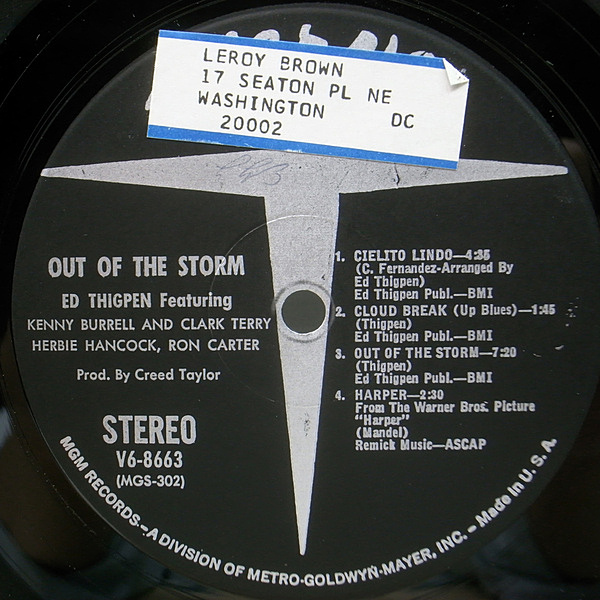 LEROY BROWN
17 SEATON PL NE
WASHINGTON DC
20002
OUT OF THE STORM
ED THIGPEN Featuring
KENNY BURRELL AND CLARK TERRY
HERBIE HANCOCK, RON CARTER
Prod. By Creed Taylor
STEREO
V6-8663
(MGS-302)
1. CIELITO LINDO—4:35
(C. Fernandez-Arranged By
Ed Thigpen)
Ed Thigpen Publ.—BMI
2. CLOUD BREAK (Up Blues)—1:45
(Thigpen)
Ed Thigpen Publ.—BMI
3. OUT OF THE STORM—7:20
(Thigpen)
Ed Thigpen Publ.—BMI
4. HARPER—2:30
From The Warner Bros. Picture
"Harper"
(Mandel)
Remick Music—ASCAP
MGM RECORDS—A DIVISION OF METRO-GOLDWYN-MAYER, INC. — Made in U. S. A.